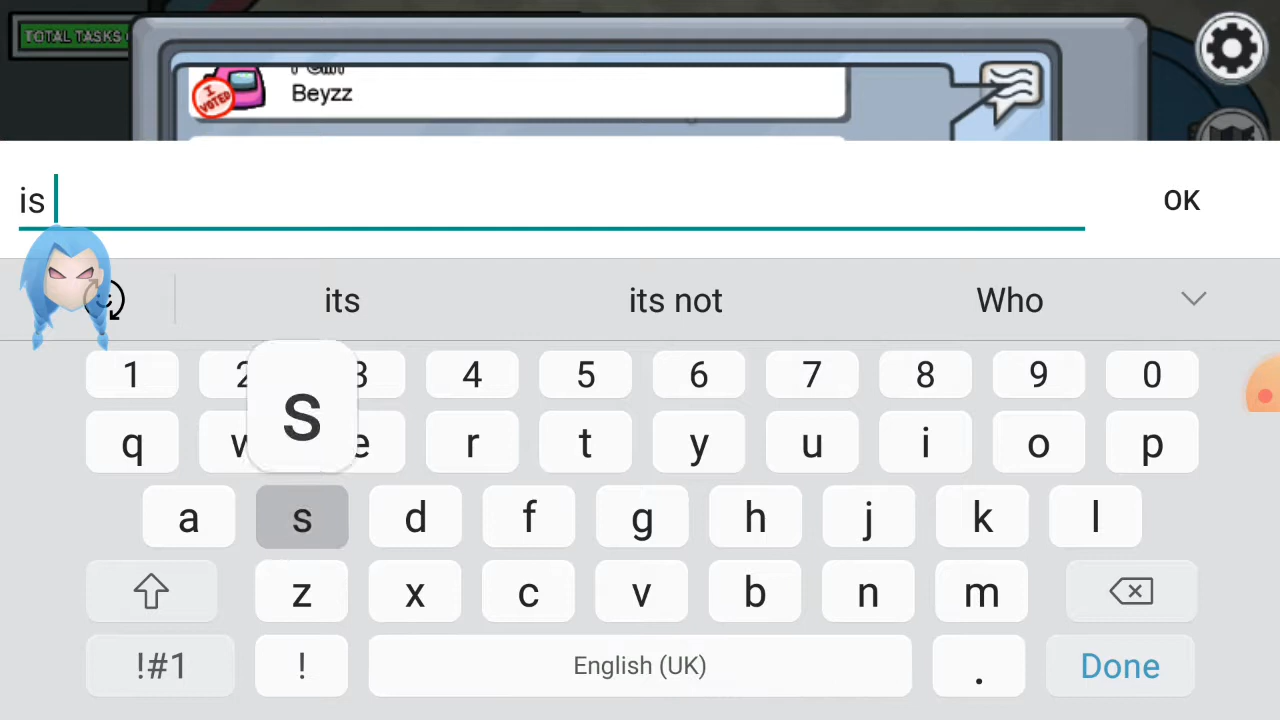 TOTAL TASKS
I VOTED
Beyzz
is
OK
its
its not
Who
1 2 3 4 5 6 7 8 9 0
S
q w e r t y u i o p
a s d f g h j k l
z x c v b n m
!#1
!
English (UK)
.
Done